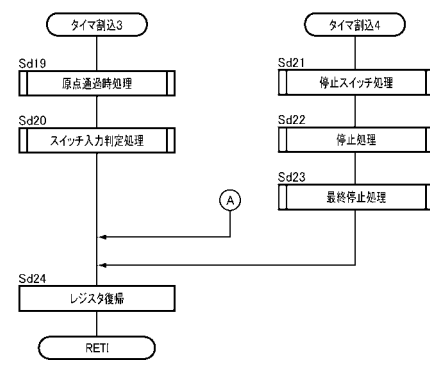 タイマ割込3
Sd19
原点通過時処理
Sd20
スイッチ入力判定処理
タイマ割込4
Sd21
停止スイッチ処理
Sd22
停止処理
Sd23
最終停止処理
A
Sd24
レジスタ復帰
RETI